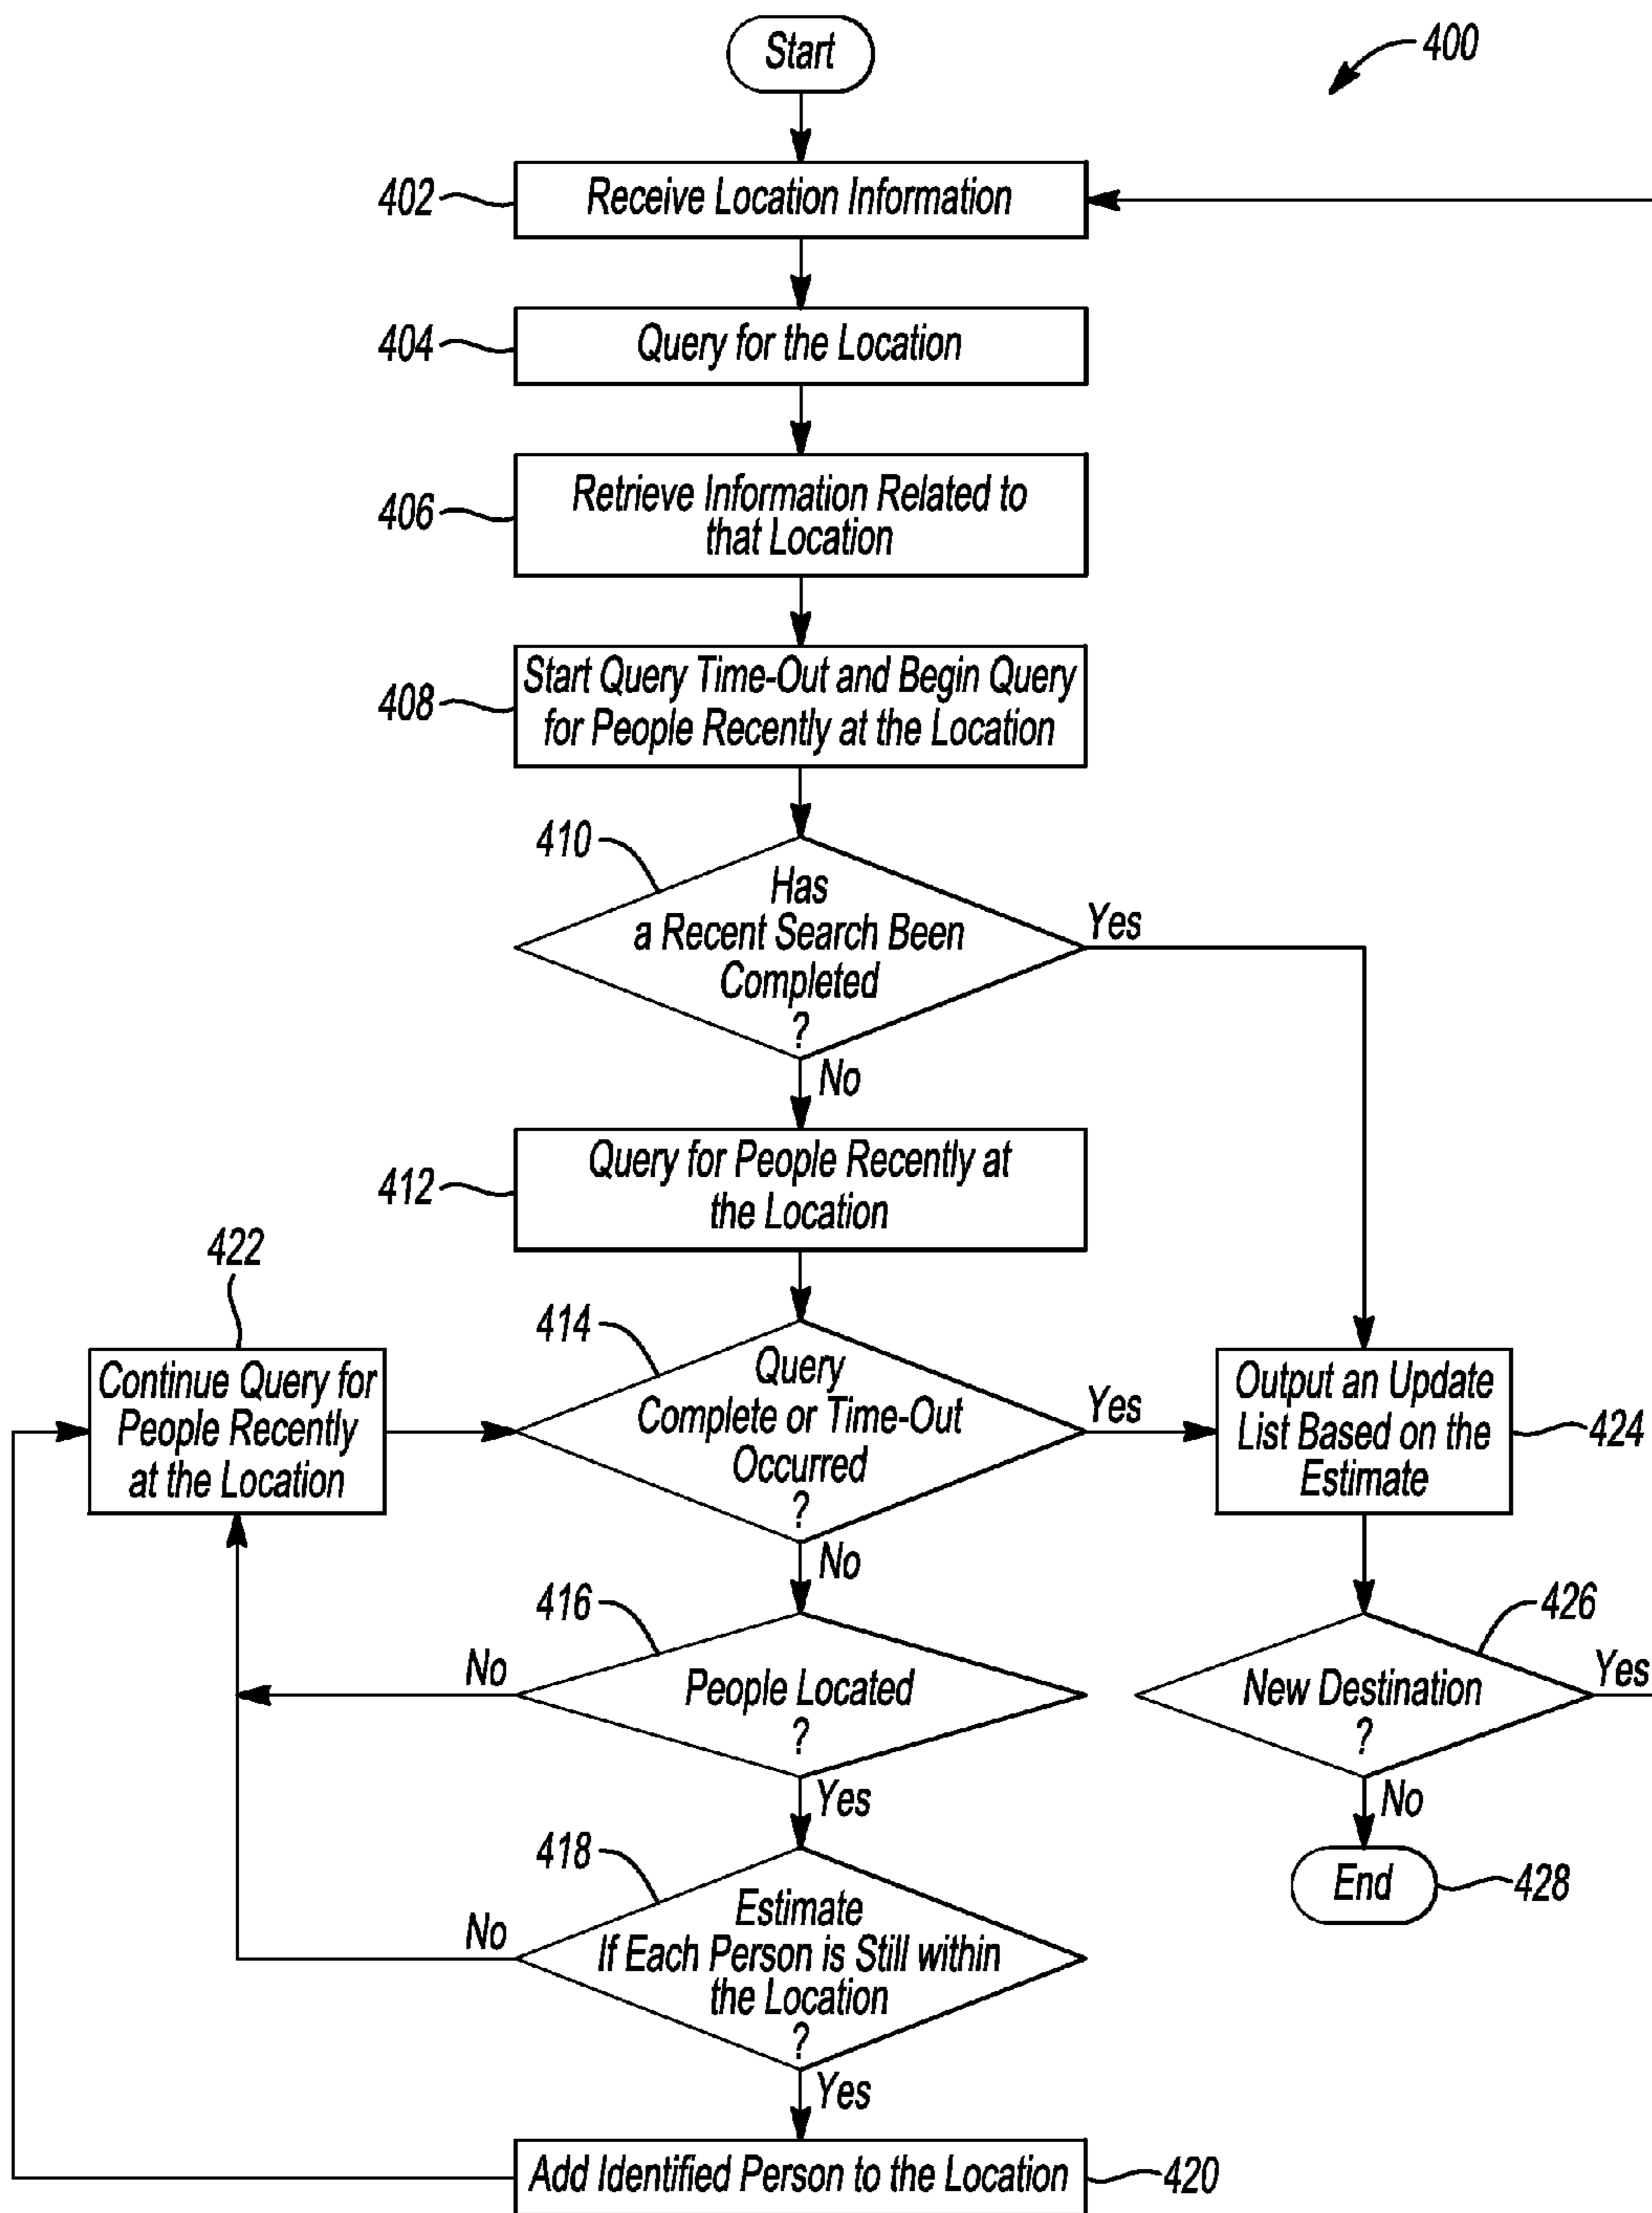 Start
400
402
Receive Location Information
404
Query for the Location
406
Retrieve Information Related to
that Location
408
Start Query Time-Out and Begin Query
for People Recently at the Location
410
Has
a Recent Search Been
Completed
?
Yes
No
412
Query for People Recently at
the Location
422
Continue Query for
People Recently
at the Location
414
Query
Complete or Time-Out
Occurred
?
Yes
No
Output an Update
List Based on the
Estimate
424
416
People Located
?
No
Yes
426
New Destination
?
Yes
No
End
428
418
Estimate
If Each Person is Still within
the Location
?
No
Yes
Add Identified Person to the Location
420